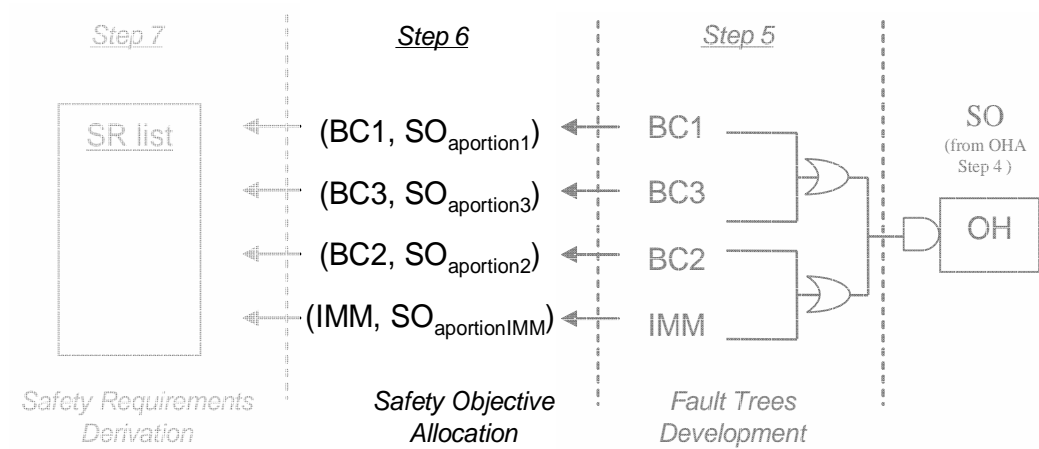 Step 7
Step 6
Step 5
SR list
(BC1, SOaportion1)
BC1
SO
(from OHA
Step 4 )
(BC3, SOaportion3)
BC3
OH
(BC2, SOaportion2)
BC2
(IMM, SOaportionIMM)
IMM
Safety Requirements
Derivation
Safety Objective
Allocation
Fault Trees
Development